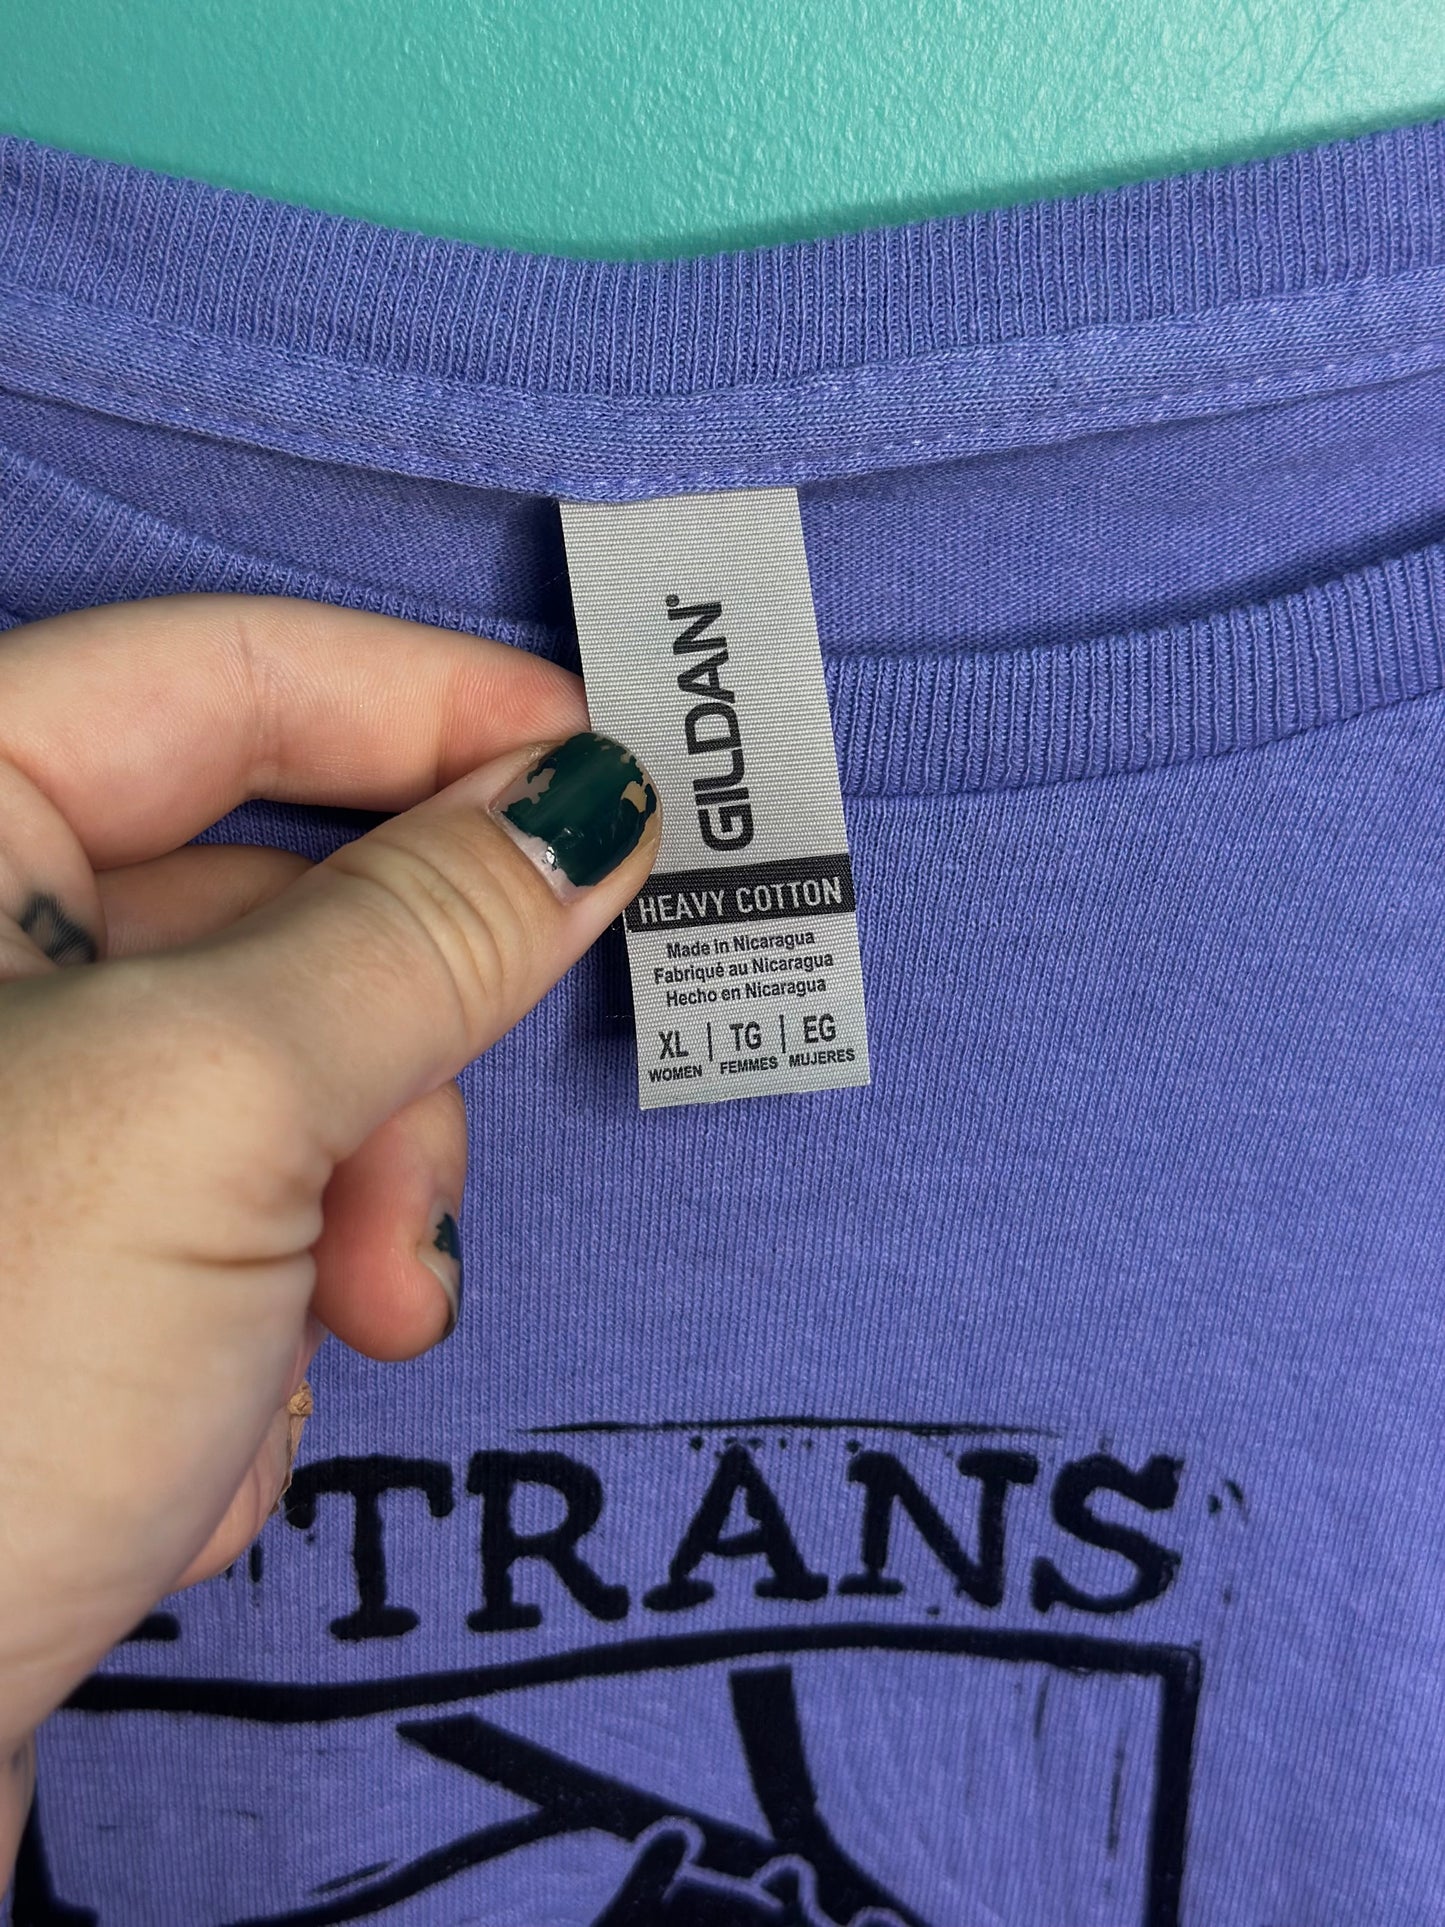 GILDAN®
HEAVY COTTON
Made in Nicaragua
Fabriqué au Nicaragua
Hecho en Nicaragua
XL | TG | EG
WOMEN FEMMES MUJERES
TRANS